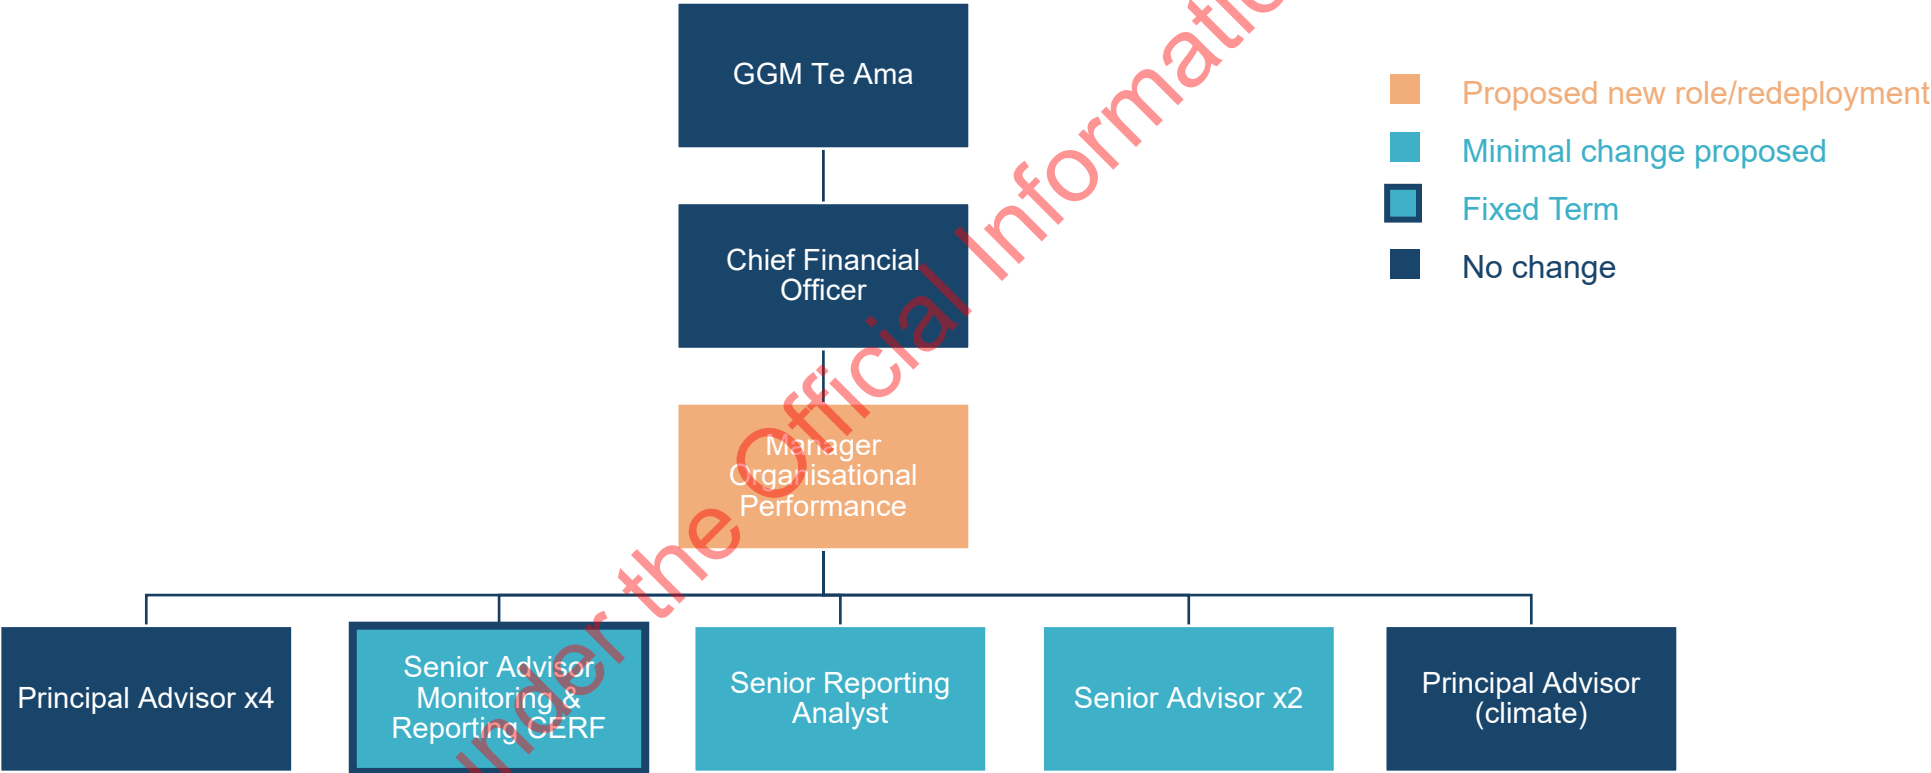 GGM Te Ama
Proposed new role/redeployment
Minimal change proposed
Fixed Term
No change
Chief Financial
Officer
Manager
Organisational
Performance
Principal Advisor x4
Senior Advisor
Monitoring &
Reporting CERF
Senior Reporting
Analyst
Senior Advisor x2
Principal Advisor
(climate)
the Official